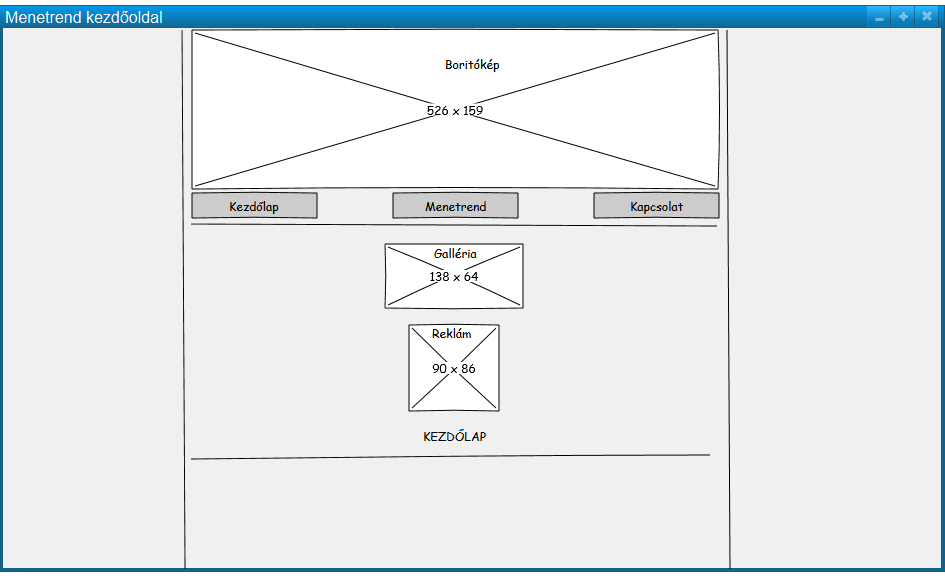 Menetrend kezdőoldal
Boritókép
526 x 159
Kezdőlap
Menetrend
Kapcsolat
Galléria
138 x 64
Reklám
90 x 86
KEZDŐLAP